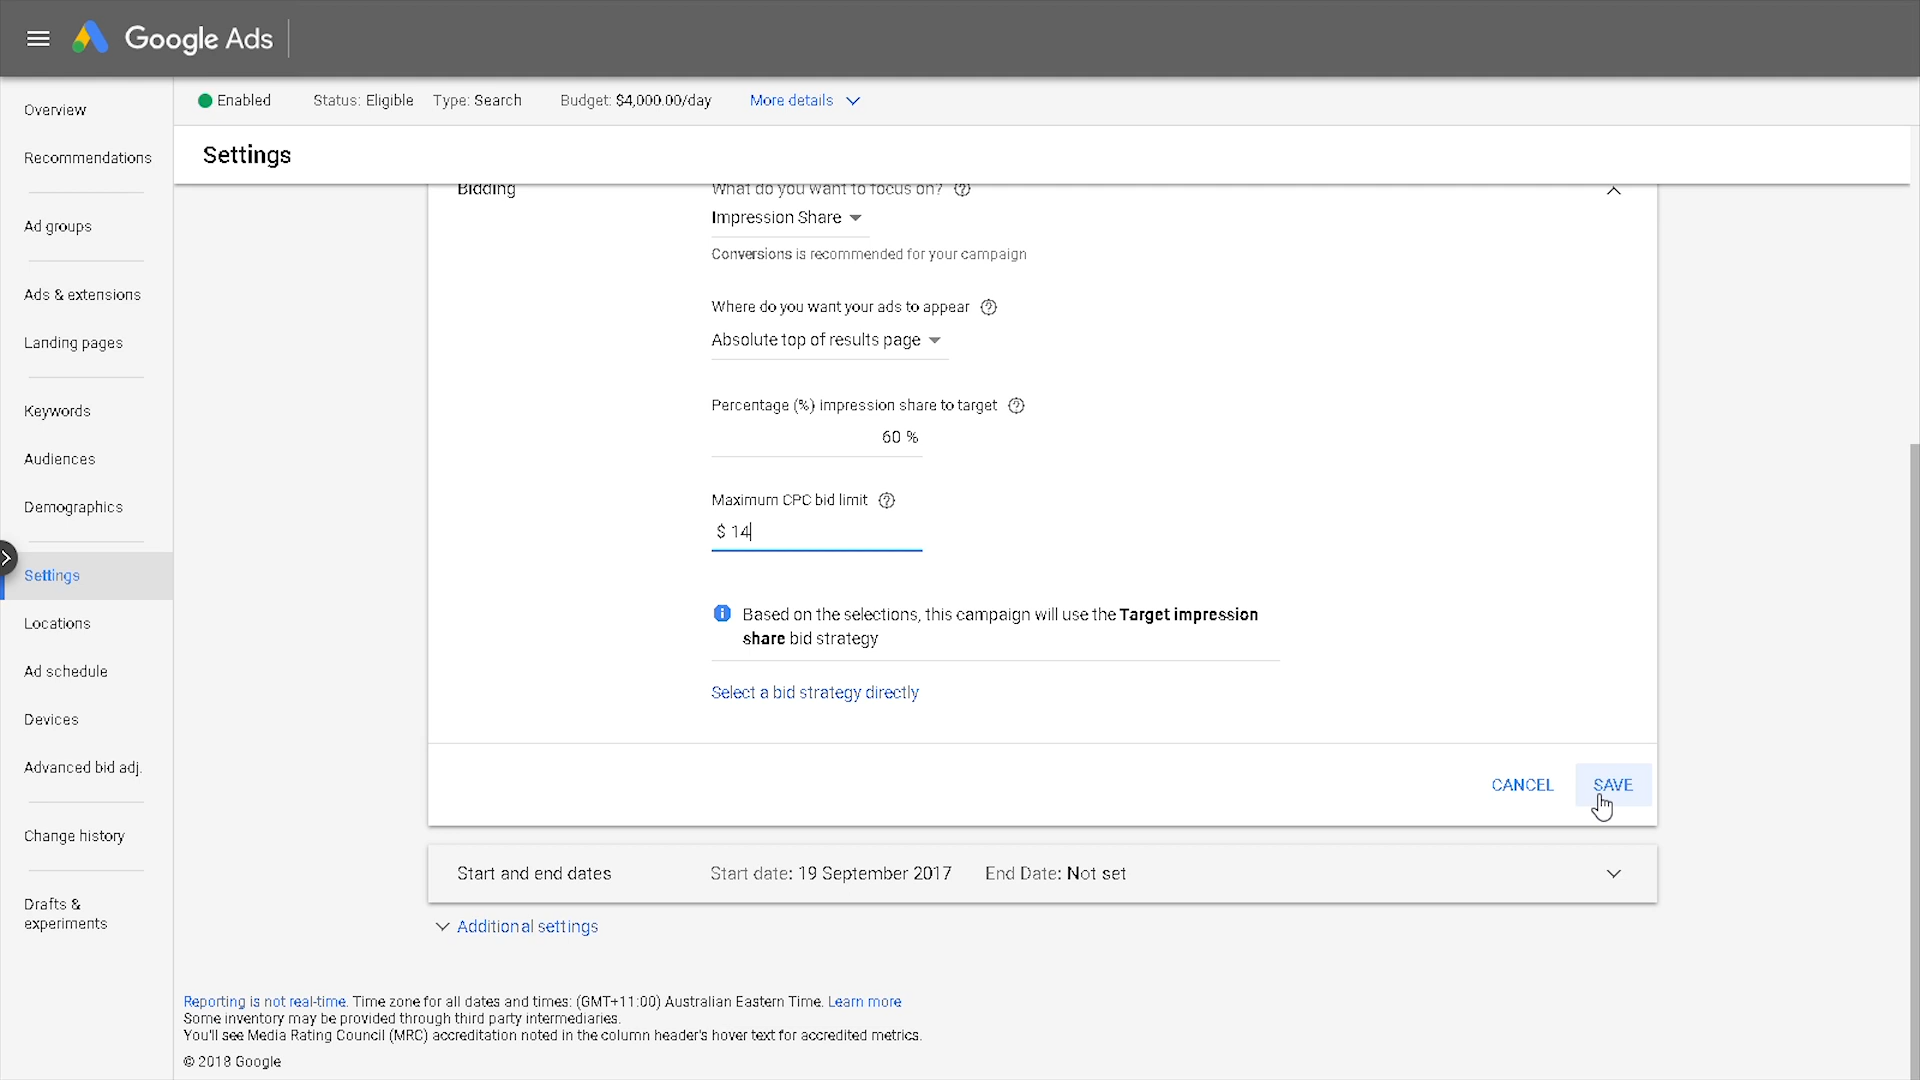 Google Ads
Enabled Status: Eligible Type: Search Budget: $4,000.00/day More details
Settings
Overview
Recommendations
Ad groups
Ads & extensions
Landing pages
Keywords
Audiences
Demographics
Settings
Locations
Ad schedule
Devices
Advanced bid adj.
Change history
Drafts &
experiments
Bidding
What do you want to focus on?
Impression Share
Conversions is recommended for your campaign
Where do you want your ads to appear
Absolute top of results page
Percentage (%) impression share to target
60 %
Maximum CPC bid limit
$ 14
Based on the selections, this campaign will use the Target impression
share bid strategy
Select a bid strategy directly
CANCEL SAVE
Start and end dates Start date: 19 September 2017 End Date: Not set
Additional settings
Reporting is not real-time. Time zone for all dates and times: (GMT+11:00) Australian Eastern Time. Learn more
Some inventory may be provided through third party intermediaries.
You'll see Media Rating Council (MRC) accreditation noted in the column header's hover text for accredited metrics.
© 2018 Google